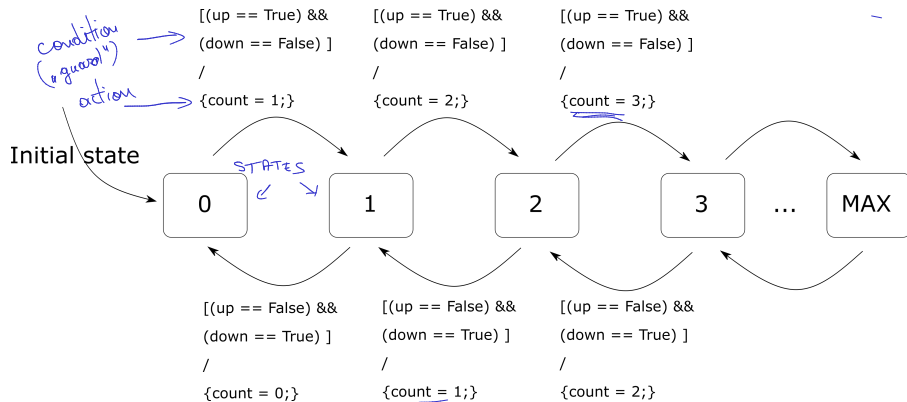 [(up == True) &&
(down == False) ]
/
{count = 1;}
[(up == True) &&
(down == False) ]
/
{count = 2;}
[(up == True) &&
(down == False) ]
/
{count = 3;}
condition
("guard")
action
Initial state
STATES
0
1
2
3
...
MAX
[(up == False) &&
(down == True) ]
/
{count = 0;}
[(up == False) &&
(down == True) ]
/
{count = 1;}
[(up == False) &&
(down == True) ]
/
{count = 2;}